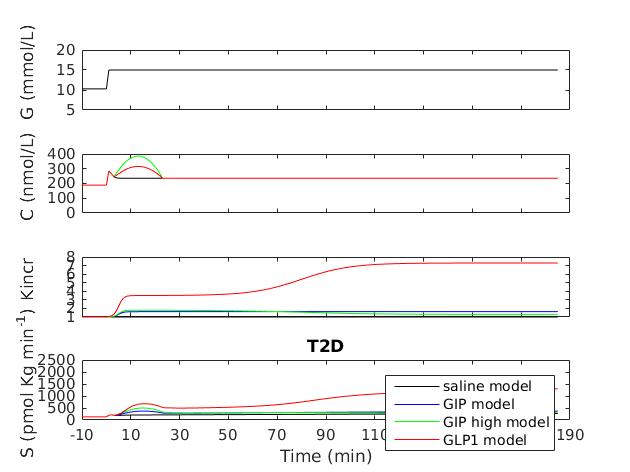 20
15
10
5
G (mmol/L)
400
300
200
100
0
C (nmol/L)
8
7
6
5
4
3
2
1
Kincr
T2D
2500
2000
1500
1000
500
0
S (pmol Kg min⁻¹)
saline model
GIP model
GIP high model
GLP1 model
-10 10 30 50 70 90 110 190
Time (min)